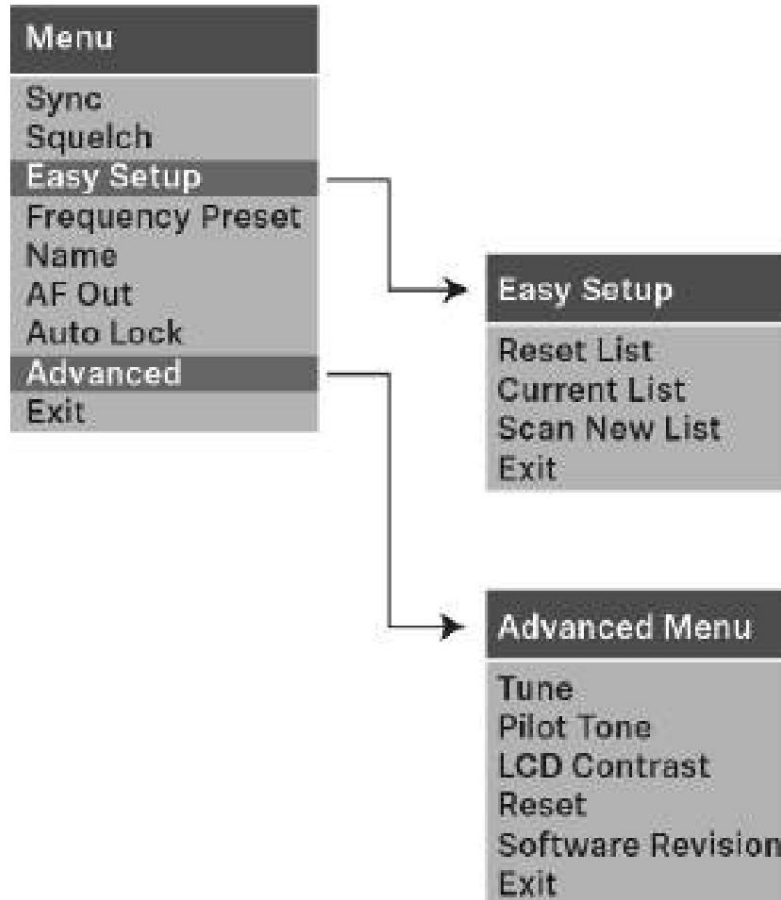 Menu
Sync
Squelch
Easy Setup
Frequency Preset
Name
AF Out
Auto Lock
Advanced
Exit
Easy Setup
Reset List
Current List
Scan New List
Exit
Advanced Menu
Tune
Pilot Tone
LCD Contrast
Reset
Software Revision
Exit